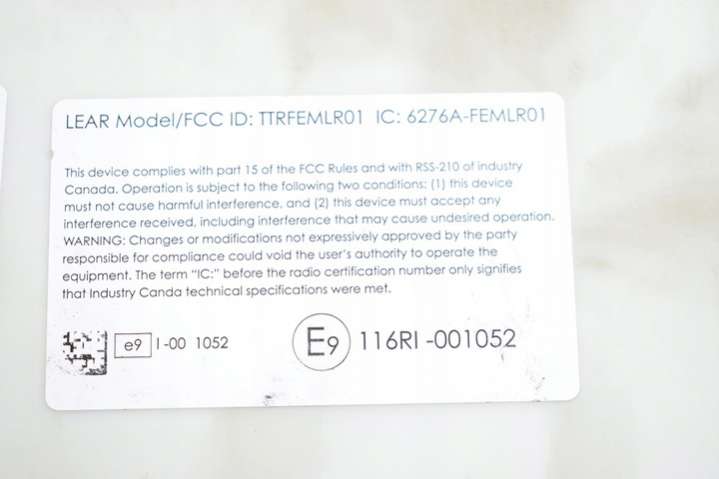 LEAR Model/FCC ID: TTRFEMLR01 IC: 6276A-FEMLR01
This device complies with part 15 of the FCC Rules and with RSS-210 of industry
Canada. Operation is subject to the following two conditions: (1) this device
must not cause harmful interference, and (2) this device must accept any
interference received, including interference that may cause undesired operation.
WARNING: Changes or modifications not expressively approved by the party
responsible for compliance could void the user's authority to operate the
equipment. The term "IC:" before the radio certification number only signifies
that Industry Canda technical specifications were met.
e9 I-00 1052 E9 116RI -001052